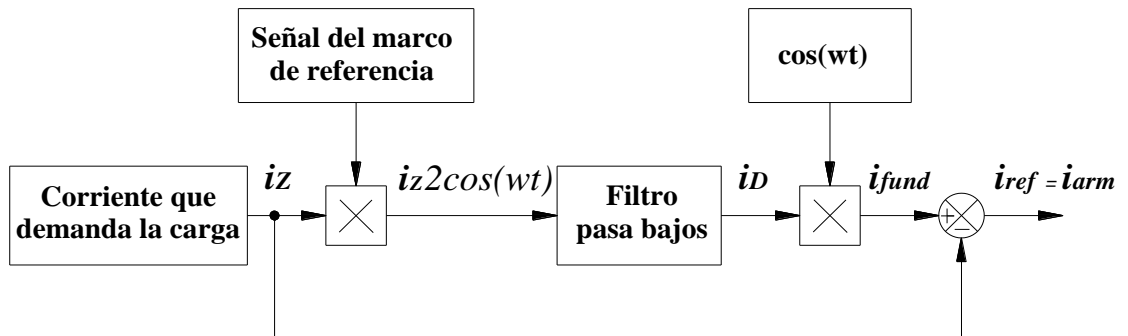 Señal del marco
de referencia
cos(wt)
Corriente que
demanda la carga
iz
iz2cos(wt)
Filtro
pasa bajos
iD
ifund
iref = iarm
+
−